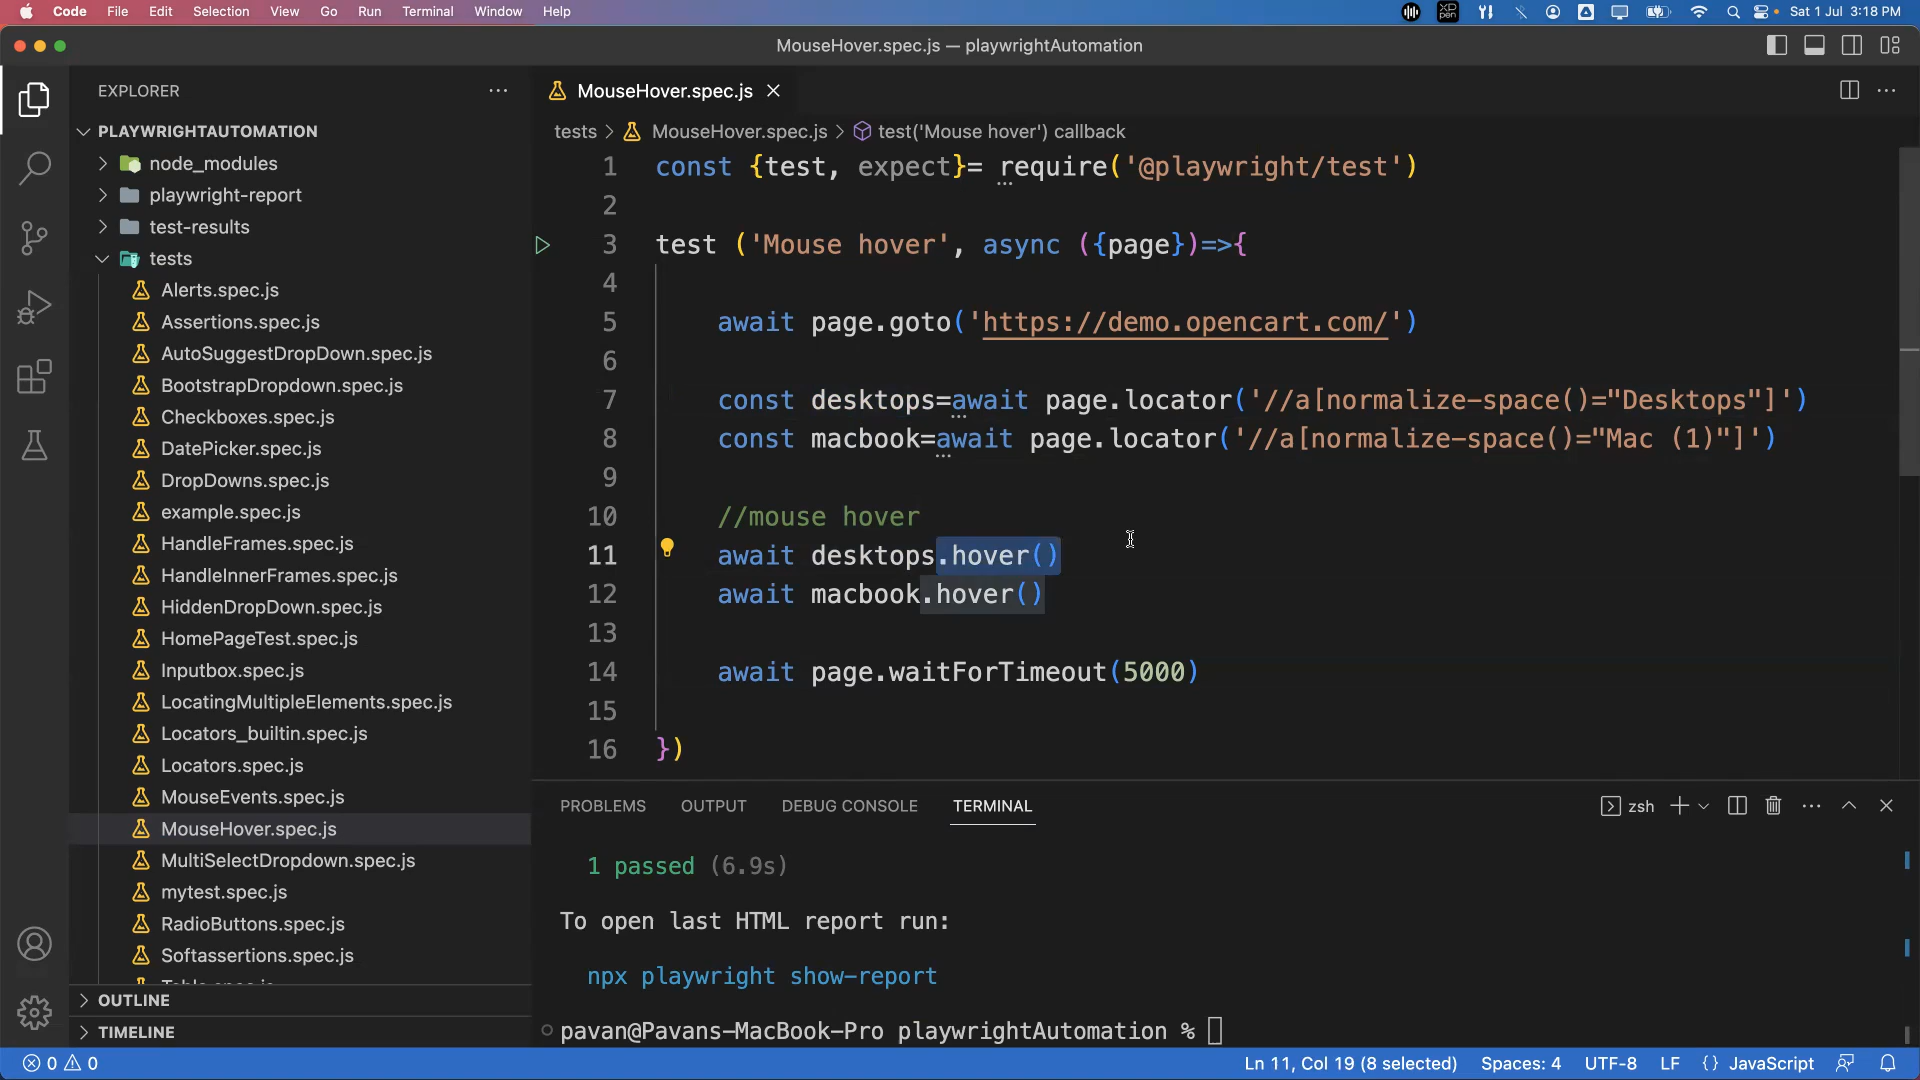 Code File Edit Selection View Go Run Terminal Window Help
Sat 1 Jul 3:18 PM
MouseHover.spec.js — playwrightAutomation
EXPLORER
MouseHover.spec.js
PLAYWRIGHTAUTOMATION
tests > MouseHover.spec.js > test('Mouse hover') callback
node_modules
playwright-report
test-results
tests
Alerts.spec.js
Assertions.spec.js
AutoSuggestDropDown.spec.js
BootstrapDropdown.spec.js
Checkboxes.spec.js
DatePicker.spec.js
DropDowns.spec.js
example.spec.js
HandleFrames.spec.js
HandleInnerFrames.spec.js
HiddenDropDown.spec.js
HomePageTest.spec.js
Inputbox.spec.js
LocatingMultipleElements.spec.js
Locators_builtin.spec.js
Locators.spec.js
MouseEvents.spec.js
MouseHover.spec.js
MultiSelectDropdown.spec.js
mytest.spec.js
RadioButtons.spec.js
Softassertions.spec.js
OUTLINE
TIMELINE
1 const {test, expect}= require('@playwright/test')
2
3 test ('Mouse hover', async ({page})=>{
4
5 await page.goto('https://demo.opencart.com/')
6
7 const desktops=await page.locator('//a[normalize-space()="Desktops"]')
8 const macbook=await page.locator('//a[normalize-space()="Mac (1)"]')
9
10 //mouse hover
11 await desktops.hover()
12 await macbook.hover()
13
14 await page.waitForTimeout(5000)
15
16 })
PROBLEMS OUTPUT DEBUG CONSOLE TERMINAL
zsh
1 passed (6.9s)
To open last HTML report run:
npx playwright show-report
pavan@Pavans-MacBook-Pro playwrightAutomation %
0 0
Ln 11, Col 19 (8 selected) Spaces: 4 UTF-8 LF {} JavaScript